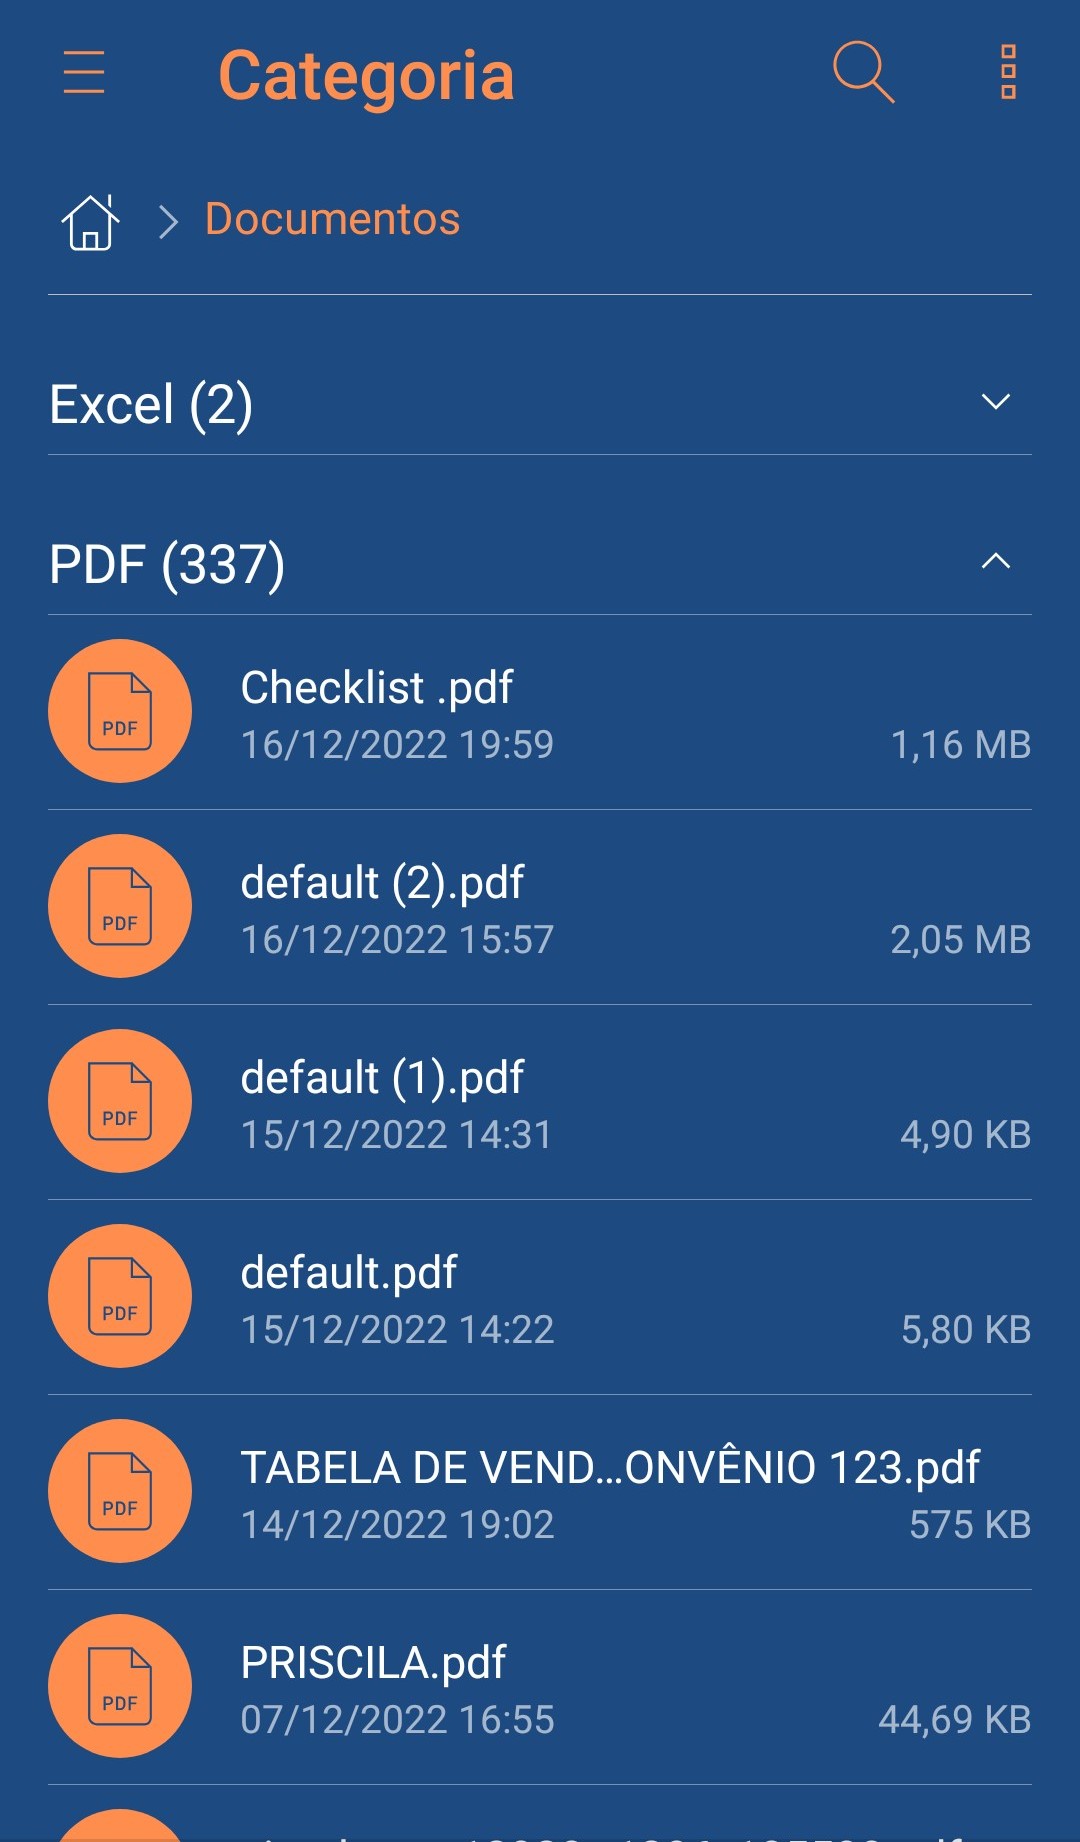 Categoria
Documentos
Excel (2)
PDF (337)
PDF
Checklist .pdf
16/12/2022 19:59
1,16 MB
PDF
default (2).pdf
16/12/2022 15:57
2,05 MB
PDF
default (1).pdf
15/12/2022 14:31
4,90 KB
PDF
default.pdf
15/12/2022 14:22
5,80 KB
PDF
TABELA DE VEND...ONVÊNIO 123.pdf
14/12/2022 19:02
575 KB
PDF
PRISCILA.pdf
07/12/2022 16:55
44,69 KB